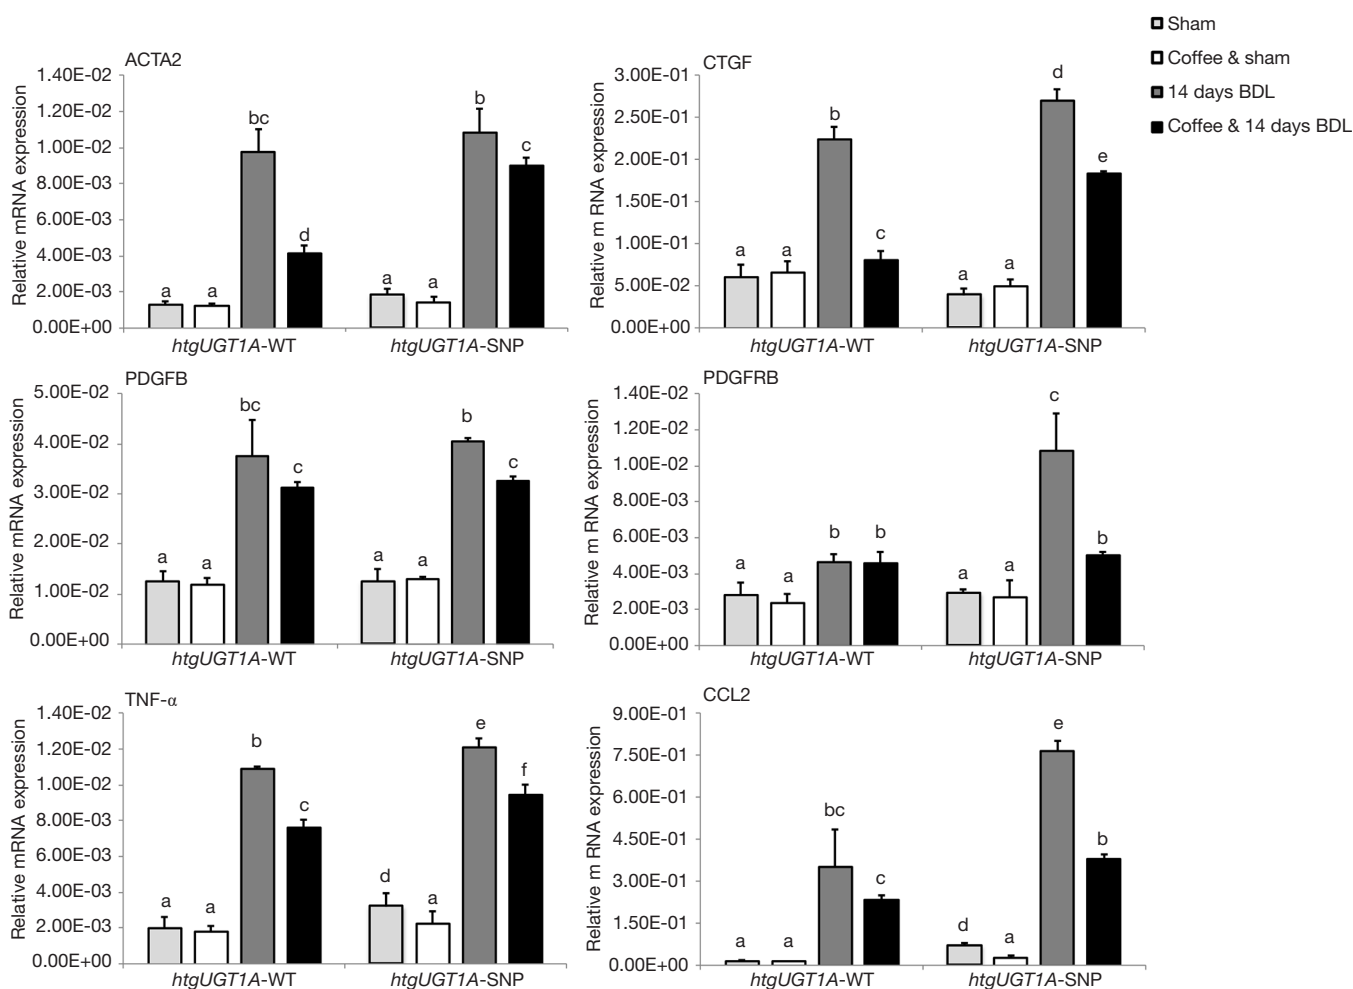 Sham
Coffee & sham
14 days BDL
Coffee & 14 days BDL
ACTA2
Relative mRNA expression
1.40E–02
1.20E–02
1.00E–02
8.00E–03
6.00E–03
4.00E–03
2.00E–03
0.00E+00
a
a
bc
d
a
a
b
c
htgUGT1A-WT
htgUGT1A-SNP
CTGF
Relative m RNA expression
3.00E–01
2.50E–01
2.00E–01
1.50E–01
1.00E–01
5.00E–02
0.00E+00
a
a
b
c
a
a
d
e
htgUGT1A-WT
htgUGT1A-SNP
PDGFB
Relative mRNA expression
5.00E–02
4.00E–02
3.00E–02
2.00E–02
1.00E–02
0.00E+00
a
a
bc
c
a
a
b
c
htgUGT1A-WT
htgUGT1A-SNP
PDGFRB
Relative m RNA expression
1.40E–02
1.20E–02
1.00E–02
8.00E–03
6.00E–03
4.00E–03
2.00E–03
0.00E+00
a
a
b
b
a
a
c
b
htgUGT1A-WT
htgUGT1A-SNP
TNF-α
Relative mRNA expression
1.40E–02
1.20E–02
1.00E–02
8.00E–03
6.00E–03
4.00E–03
2.00E–03
0.00E+00
a
a
b
c
d
a
e
f
htgUGT1A-WT
htgUGT1A-SNP
CCL2
Relative m RNA expression
9.00E–01
7.50E–01
6.00E–01
4.50E–01
3.00E–01
1.50E–01
0.00E+00
a
a
bc
c
d
a
e
b
htgUGT1A-WT
htgUGT1A-SNP